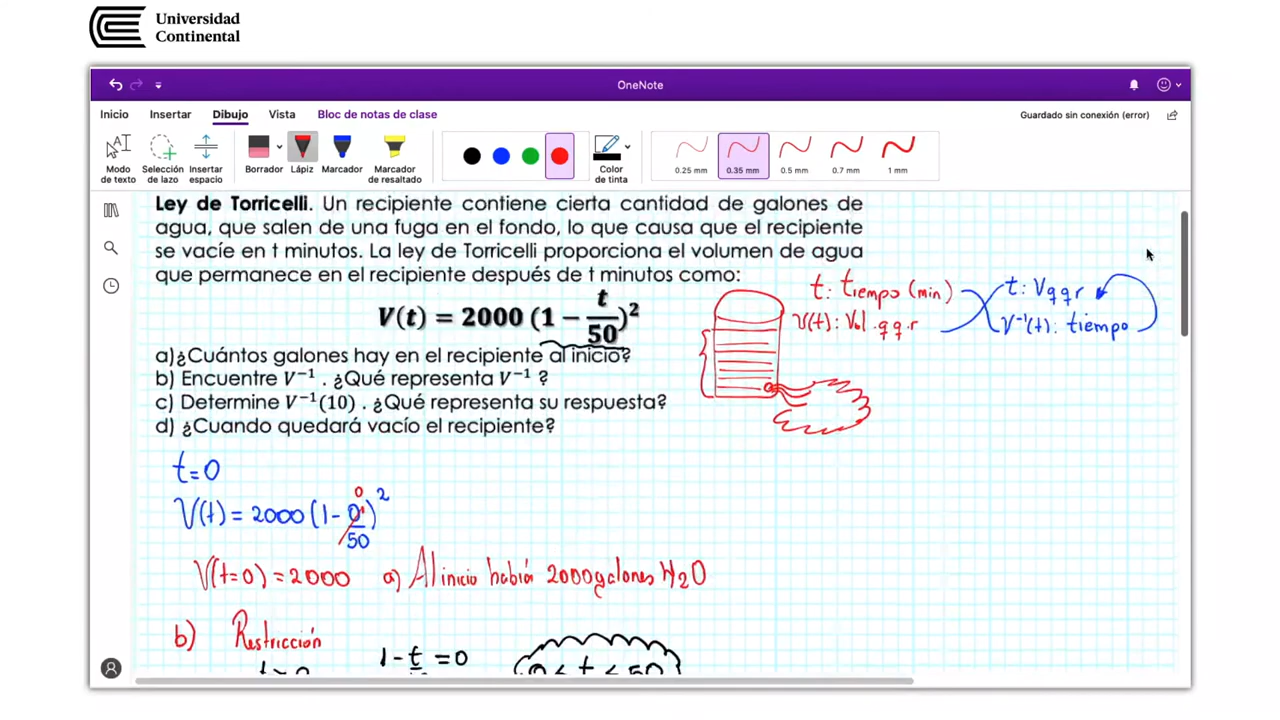 Universidad
Continental
OneNote
Inicio Insertar Dibujo Vista Bloc de notas de clase
Guardado sin conexión (error)
Modo de texto
Selección de lazo
Insertar espacio
Borrador
Lápiz
Marcador
Marcador de resaltado
Color de tinta
0.25 mm 0.35 mm 0.5 mm 0.7 mm 1 mm
Ley de Torricelli. Un recipiente contiene cierta cantidad de galones de
agua, que salen de una fuga en el fondo, lo que causa que el recipiente
se vacíe en t minutos. La ley de Torricelli proporciona el volumen de agua
que permanece en el recipiente después de t minutos como:
V(t) = 2000 (1 − t/50)²
a)¿Cuántos galones hay en el recipiente al inicio?
b) Encuentre V⁻¹ . ¿Qué representa V⁻¹ ?
c) Determine V⁻¹(10) . ¿Qué representa su respuesta?
d) ¿Cuando quedará vacío el recipiente?
t: tiempo (min)
V(t): Vol .q q.r
t: V q q r
V⁻¹(t): tiempo
t=0
V(t) = 2000 (1 - 0/50)²
0
V(t=0) = 2000 a) Al inicio había 2000 galones H2O
b) Restricción
1 - t = 0
0 < t < 50